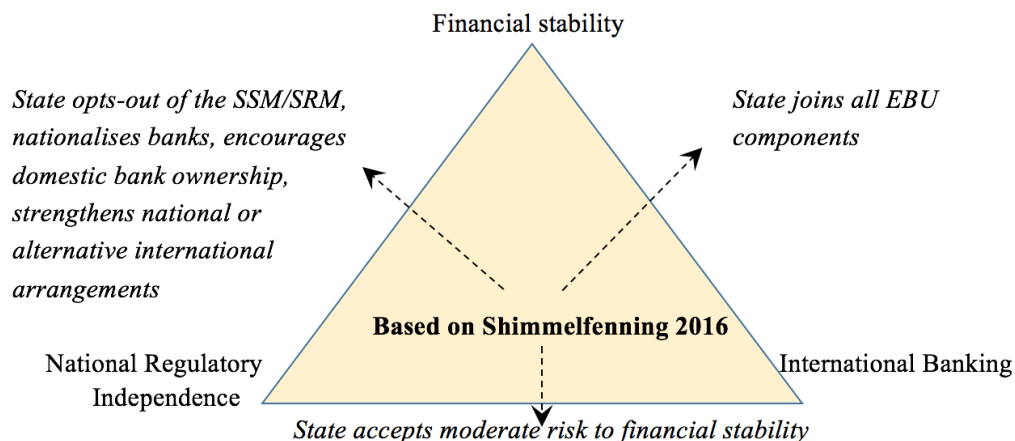 Financial stability
State opts-out of the SSM/SRM,
nationalises banks, encourages
domestic bank ownership,
strengthens national or
alternative international
arrangements
State joins all EBU
components
Based on Shimmelfenning 2016
National Regulatory
Independence
International Banking
State accepts moderate risk to financial stability